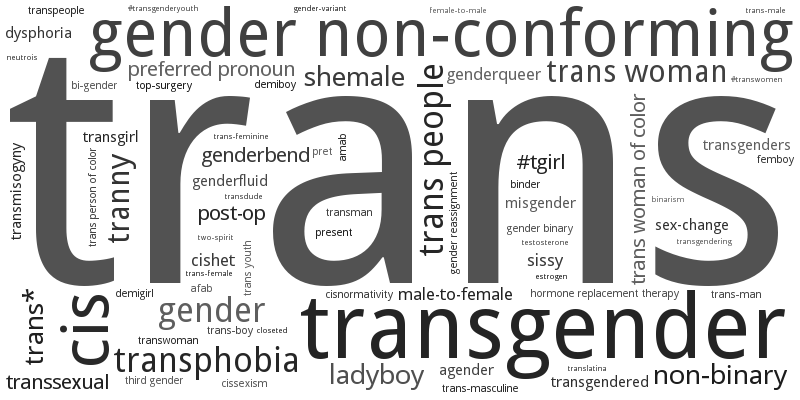 transpeople
#transgenderyouth
gender-variant
female-to-male
trans-male
dysphoria
gender non-conforming
neutrois
preferred pronoun
shemale
genderqueer
trans woman
#transwomen
bi-gender
top-surgery
demiboy
trans
trans people
transgirl
trans-feminine
amab
trans woman of color
transgenders
transmisogyny
trans person of color
tranny
genderbend
pret
#tgirl
femboy
genderfluid
binder
transdude
gender reassignment
misgender
binarism
post-op
transman
gender binary
sex-change
two-spirit
present
testosterone
transgendering
cishet
trans youth
sissy
trans-female
estrogen
afab
trans*
cis
demigirl
cisnormativity
male-to-female
hormone replacement therapy
trans-man
gender
transgender
trans-boy
closeted
transwoman
transphobia
transsexual
third gender
cissexism
ladyboy
agender
trans-masculine
translatina
transgendered
non-binary